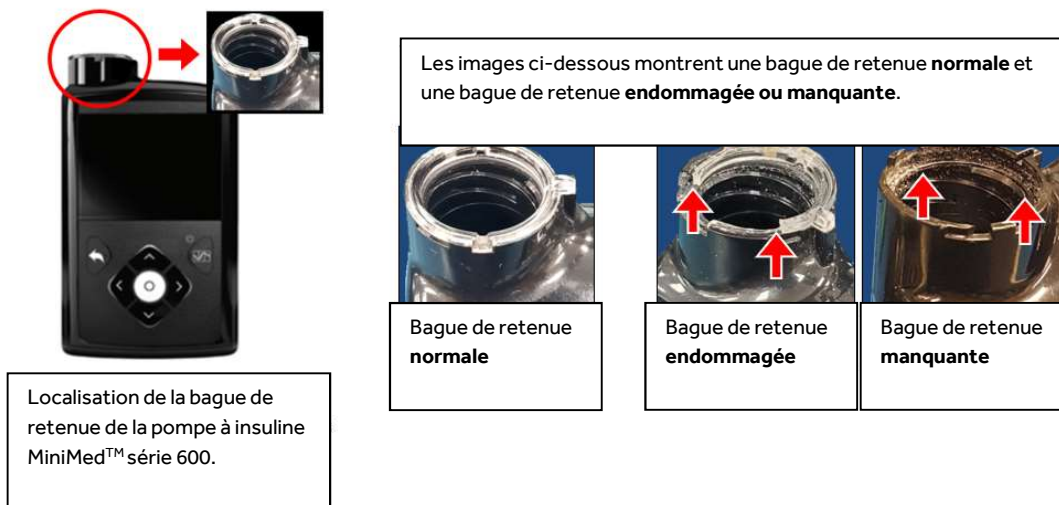 Les images ci-dessous montrent une bague de retenue normale et
une bague de retenue endommagée ou manquante.
Bague de retenue
normale
Bague de retenue
endommagée
Bague de retenue
manquante
Localisation de la bague de
retenue de la pompe à insuline
MiniMed™ série 600.